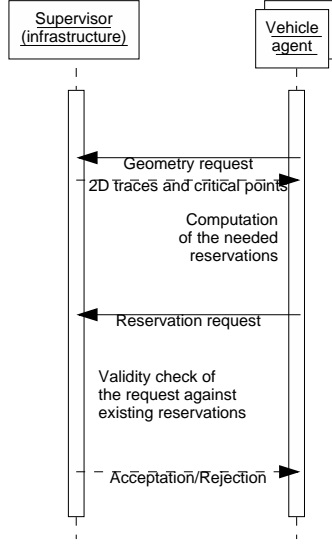 Supervisor
(infrastructure)
Vehicle
agent
Geometry request
2D traces and critical points
Computation
of the needed
reservations
Reservation request
Validity check of
the request against
existing reservations
Acceptation/Rejection